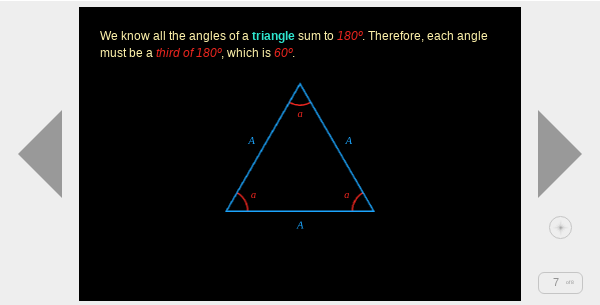 We know all the angles of a triangle sum to 180º. Therefore, each angle
must be a third of 180º, which is 60º.
a
A
A
a
a
A
7